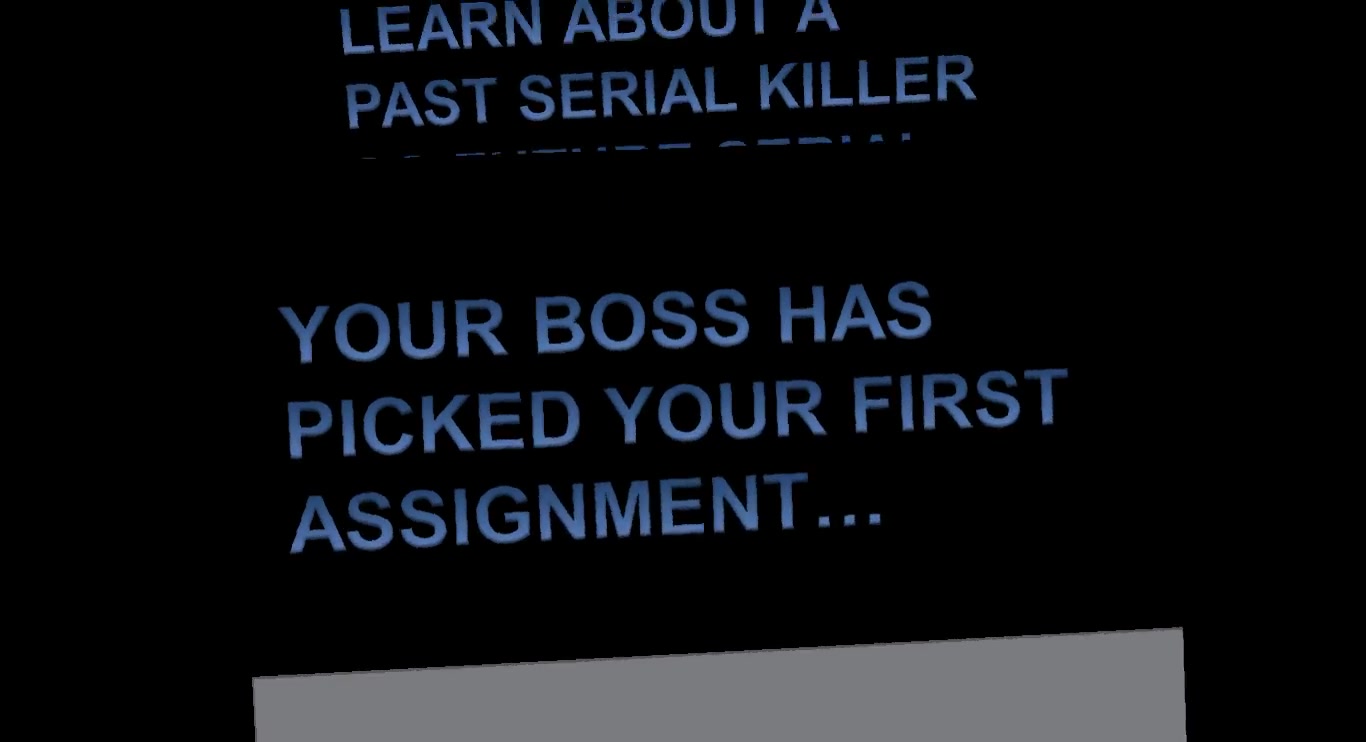 LEARN ABOUT A
PAST SERIAL KILLER
YOUR BOSS HAS
PICKED YOUR FIRST
ASSIGNMENT...